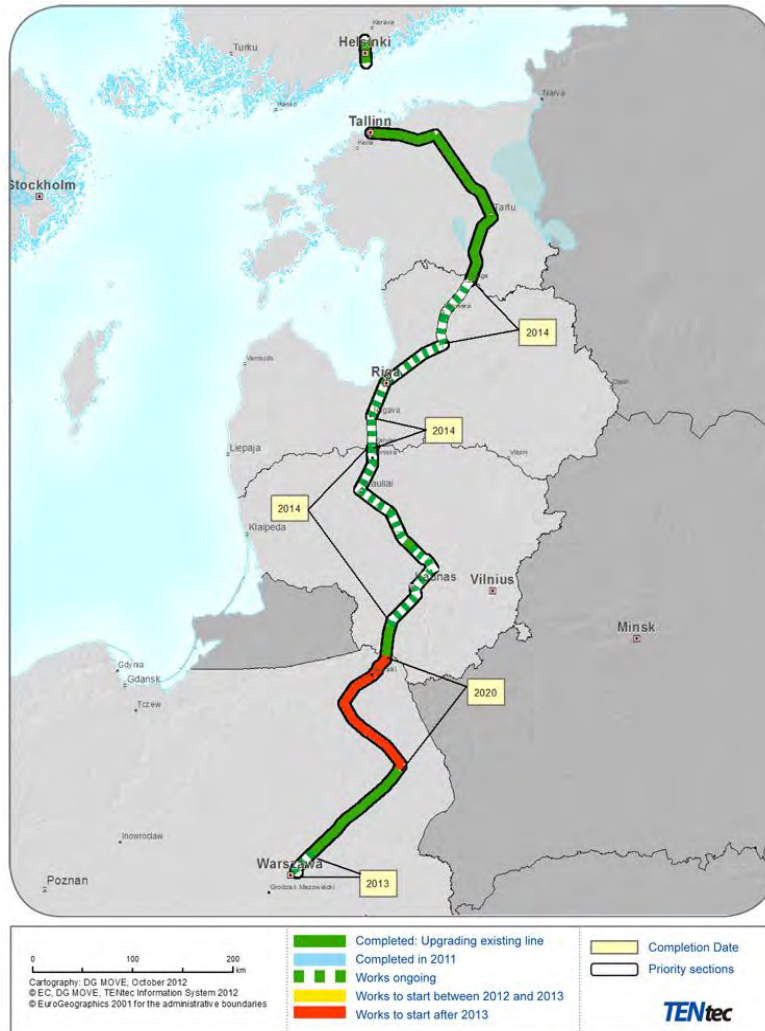 Kerava
Turku
Helsinki
Hanko
Narva
Tallinn
Keila
Stockholm
Tartu
2014
Ventspils
Riga
2014
Liepaja
2014
Klaipeda
Kaunas
Vilnius
Minsk
Gdynia
Gdansk
2020
Tczew
Inowroclaw
Warszawa
2013
Poznan
Grodzisk Mazowiecki
0 100 200
km
Cartography: DG MOVE, October 2012
© EC, DG MOVE, TENtec Information System 2012
© EuroGeographics 2001 for the administrative boundaries
Completed: Upgrading existing line
Completed in 2011
Works ongoing
Works to start between 2012 and 2013
Works to start after 2013
Completion Date
Priority sections
TENtec